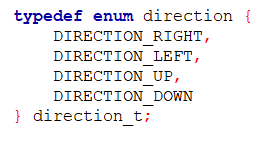 typedef enum direction {
    DIRECTION_RIGHT,
    DIRECTION_LEFT,
    DIRECTION_UP,
    DIRECTION_DOWN
} direction_t;